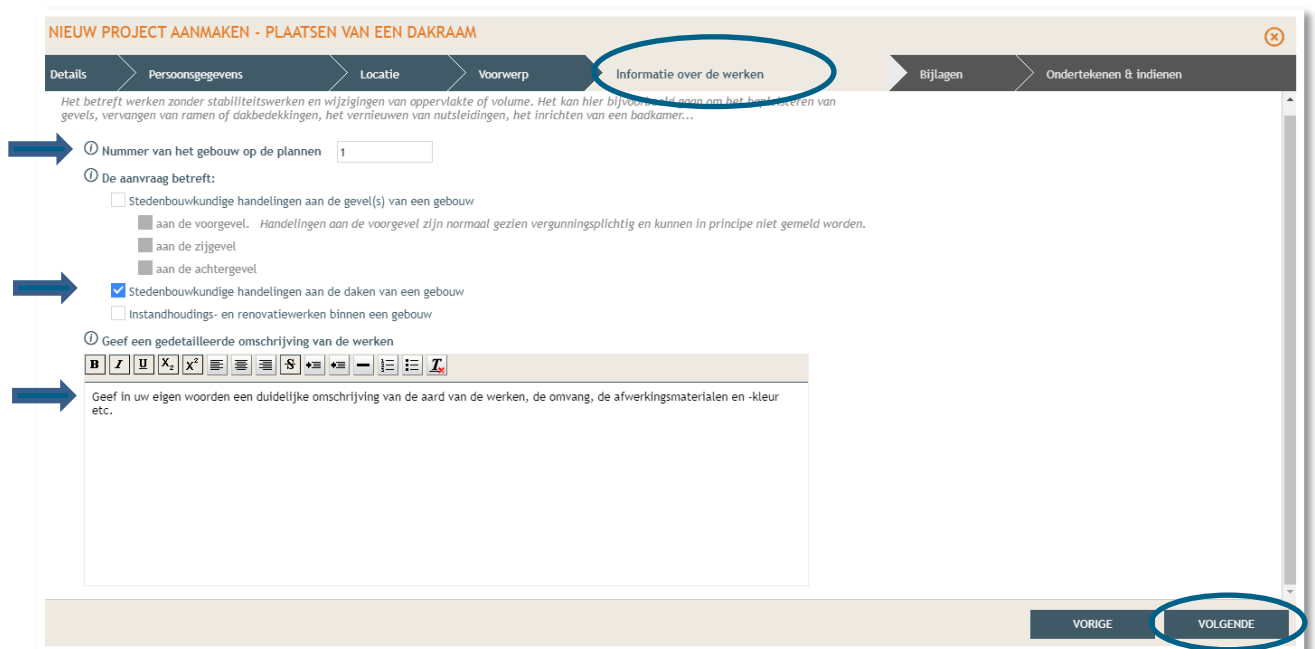 NIEUW PROJECT AANMAKEN - PLAATSEN VAN EEN DAKRAAM
Details Persoonsgegevens Locatie Voorwerp Informatie over de werken Bijlagen Ondertekenen & indienen
Het betreft werken zonder stabiliteitswerken en wijzigingen van oppervlakte of volume. Het kan hier bijvoorbeeld gaan om het bepleisteren van
gevels, vervangen van ramen of dakbedekkingen, het vernieuwen van nutsleidingen, het inrichten van een badkamer...
Nummer van het gebouw op de plannen 1
De aanvraag betreft:
Stedenbouwkundige handelingen aan de gevel(s) van een gebouw
aan de voorgevel. Handelingen aan de voorgevel zijn normaal gezien vergunningsplichtig en kunnen in principe niet gemeld worden.
aan de zijgevel
aan de achtergevel
Stedenbouwkundige handelingen aan de daken van een gebouw
Instandhoudings- en renovatiewerken binnen een gebouw
Geef een gedetailleerde omschrijving van de werken
B I U X₂ X² S Tx
Geef in uw eigen woorden een duidelijke omschrijving van de aard van de werken, de omvang, de afwerkingsmaterialen en -kleur
etc.
VORIGE VOLGENDE